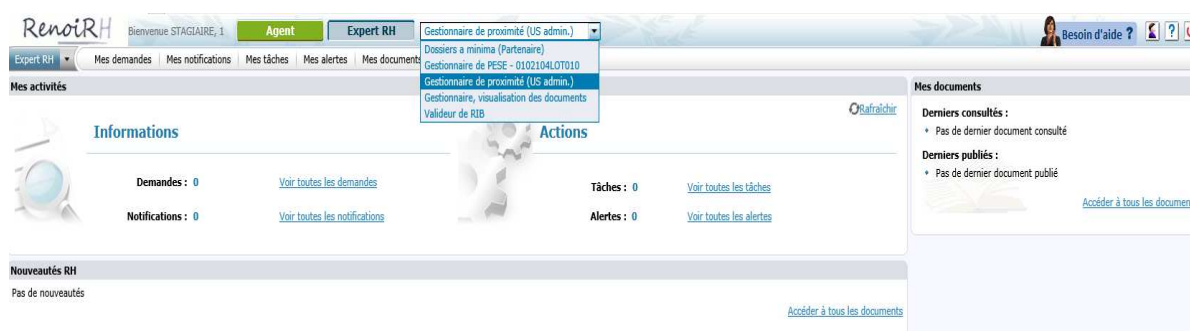 RenoiRH Bienvenue STAGIAIRE, 1 Agent Expert RH Gestionnaire de proximité (US admin.) Besoin d'aide ? ?
Expert RH Mes demandes Mes notifications Mes tâches Mes alertes Mes documents
Dossiers a minima (Partenaire)
Gestionnaire de PESE - 0102104LOT010
Gestionnaire de proximité (US admin.)
Gestionnaire, visualisation des documents
Valideur de RIB
Mes activités
Rafraîchir
Informations
Demandes : 0 Voir toutes les demandes
Notifications : 0 Voir toutes les notifications
Actions
Tâches : 0 Voir toutes les tâches
Alertes : 0 Voir toutes les alertes
Mes documents
Derniers consultés :
Pas de dernier document consulté
Derniers publiés :
Pas de dernier document publié
Accéder à tous les documen
Nouveautés RH
Pas de nouveautés
Accéder à tous les documents